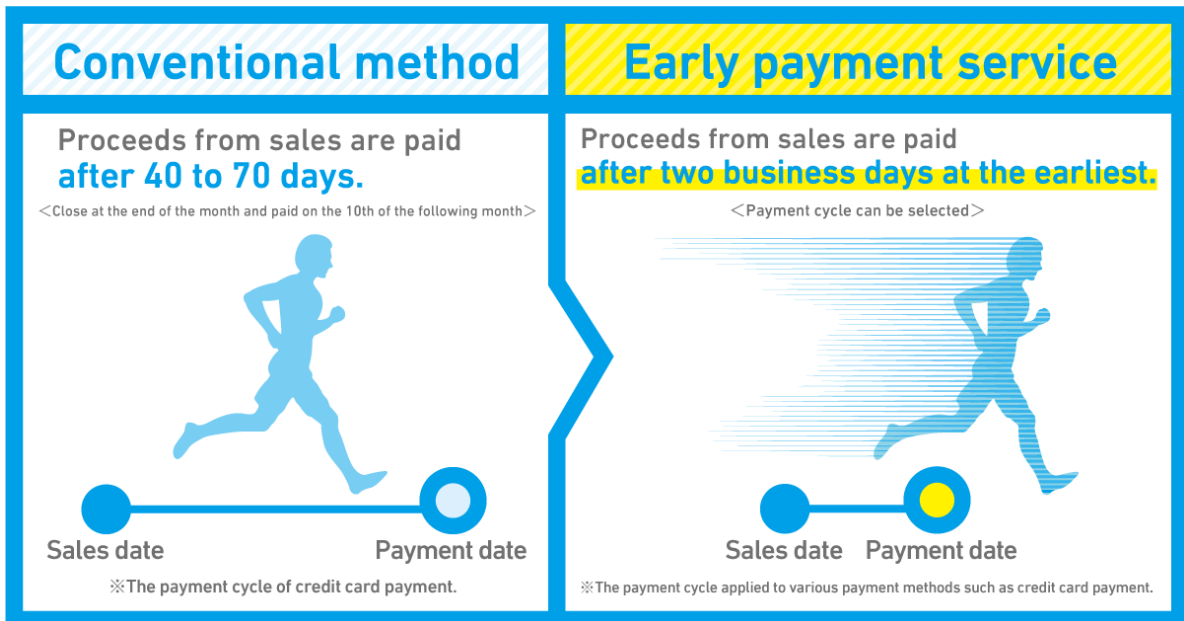 Conventional method
Proceeds from sales are paid
after 40 to 70 days.
＜Close at the end of the month and paid on the 10th of the following month＞
Sales date
Payment date
※The payment cycle of credit card payment.
Early payment service
Proceeds from sales are paid
after two business days at the earliest.
＜Payment cycle can be selected＞
Sales date
Payment date
※The payment cycle applied to various payment methods such as credit card payment.